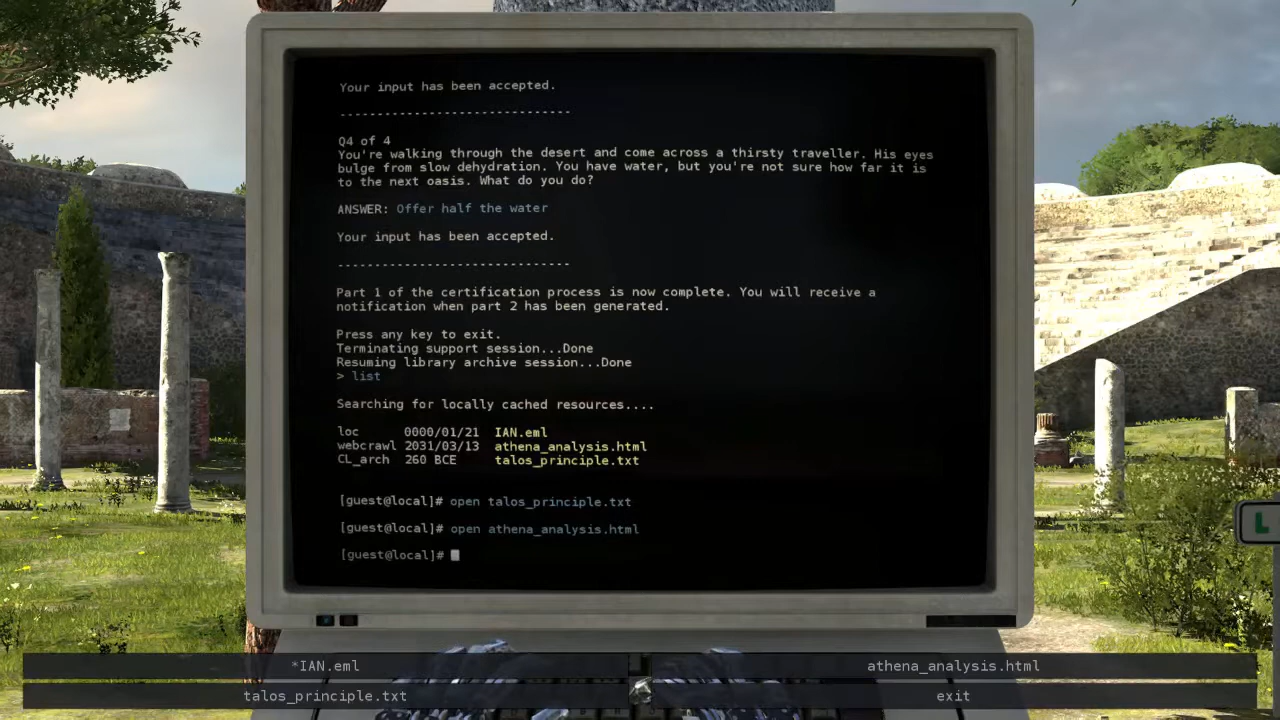 Your input has been accepted.
------------------------------
Q4 of 4
You're walking through the desert and come across a thirsty traveller. His eyes
bulge from slow dehydration. You have water, but you're not sure how far it is
to the next oasis. What do you do?
ANSWER: Offer half the water
Your input has been accepted.
------------------------------
Part 1 of the certification process is now complete. You will receive a
notification when part 2 has been generated.
Press any key to exit.
Terminating support session...Done
Resuming library archive session...Done
> list
Searching for locally cached resources....
loc 0000/01/21 IAN.eml
webcrawl 2031/03/13 athena_analysis.html
CL_arch 260 BCE talos_principle.txt
[guest@local]# open talos_principle.txt
[guest@local]# open athena_analysis.html
[guest@local]#
L
*IAN.eml athena_analysis.html
talos_principle.txt exit